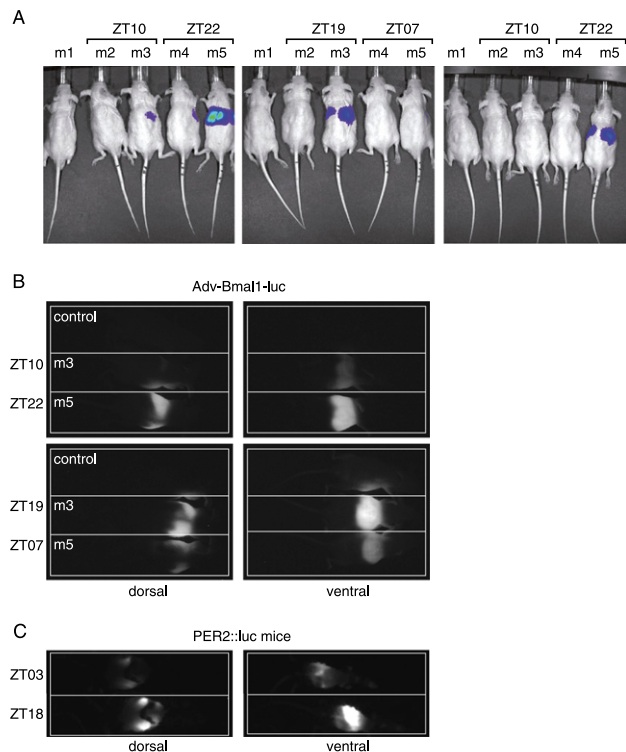 A
ZT10 ZT22 ZT19 ZT07 ZT10 ZT22
m1 m2 m3 m4 m5 m1 m2 m3 m4 m5 m1 m2 m3 m4 m5
B
Adv-Bmal1-luc
control
ZT10 m3
ZT22 m5
control
ZT19 m3
ZT07 m5
dorsal ventral
C
PER2::luc mice
ZT03
ZT18
dorsal ventral